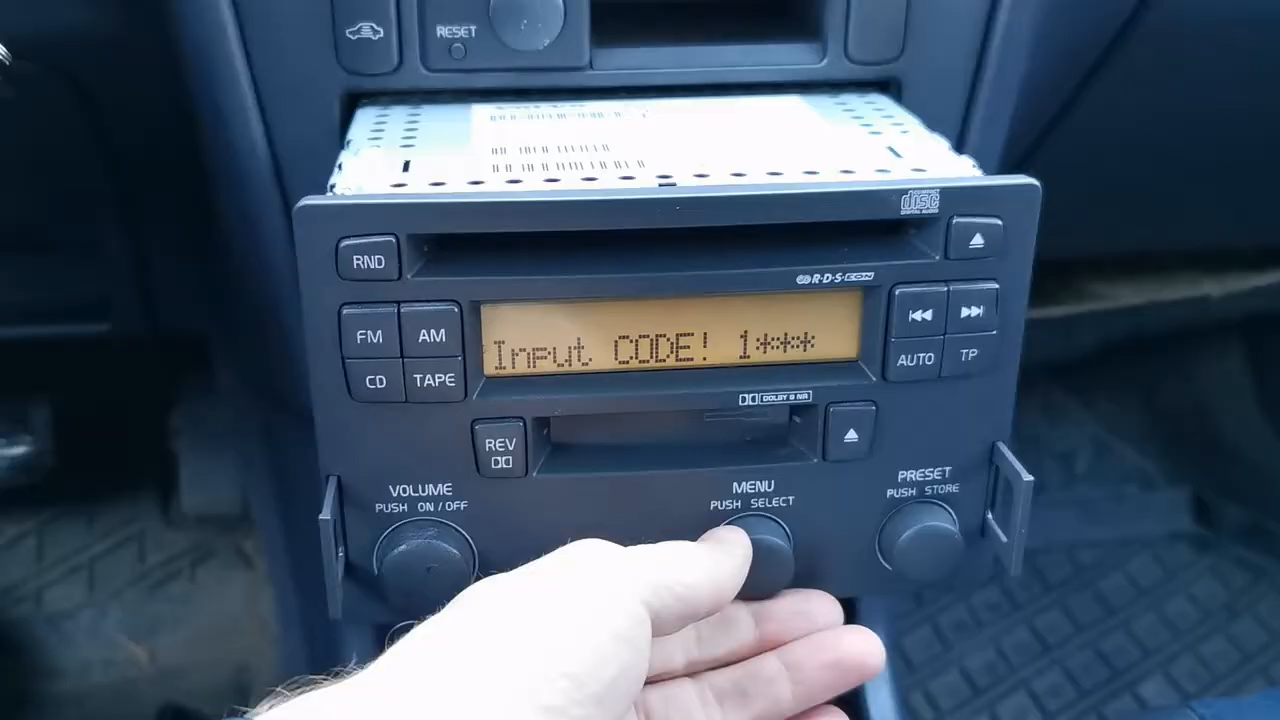 RESET
COMPACT
disc
DIGITAL AUDIO
RND
R·D·S·EON
FM
AM
Input CODE! 1***
AUTO
TP
CD
TAPE
DOLBY B NR
REV
VOLUME
PUSH ON/OFF
MENU
PUSH SELECT
PRESET
PUSH STORE